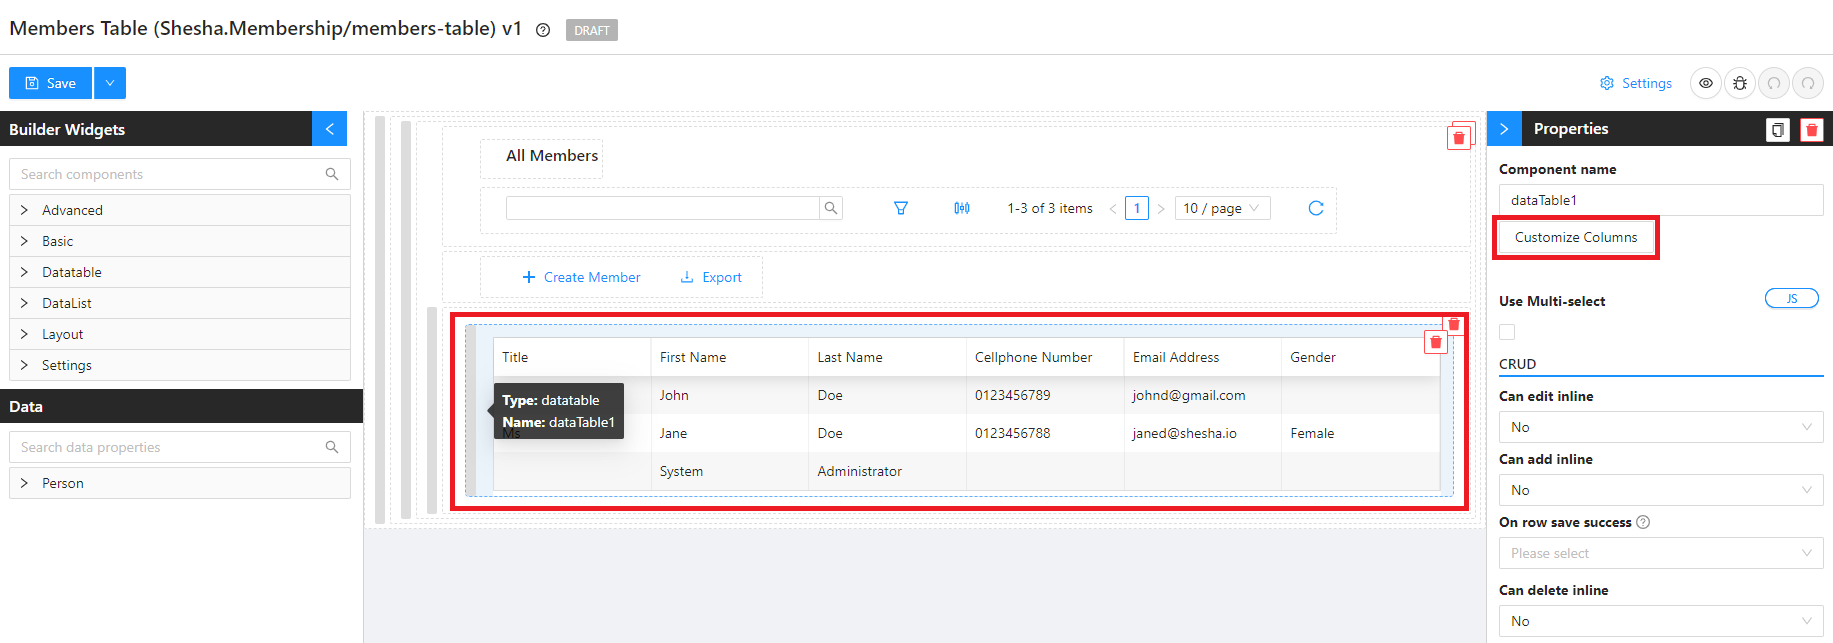 Members Table (Shesha.Membership/members-table) v1 DRAFT
Save
Settings
Builder Widgets
Search components
Advanced
Basic
Datatable
DataList
Layout
Settings
Data
Search data properties
Person
All Members
1-3 of 3 items < 1 > 10 / page
Create Member Export
Title First Name Last Name Cellphone Number Email Address Gender
John Doe 0123456789 johnd@gmail.com
Ms Jane Doe 0123456788 janed@shesha.io Female
System Administrator
Type: datatable
Name: dataTable1
Properties
Component name
dataTable1
Customize Columns
Use Multi-select JS
CRUD
Can edit inline
No
Can add inline
No
On row save success
Please select
Can delete inline
No